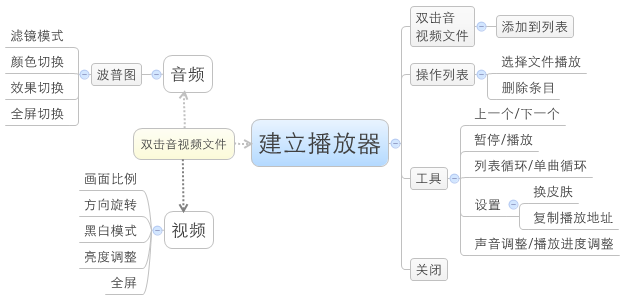 滤镜模式
颜色切换
效果切换
全屏切换
波普图
音频
双击音视频文件
画面比例
方向旋转
黑白模式
亮度调整
全屏
视频
建立播放器
双击音
视频文件
添加到列表
操作列表
选择文件播放
删除条目
工具
上一个/下一个
暂停/播放
列表循环/单曲循环
设置
换皮肤
复制播放地址
声音调整/播放进度调整
关闭